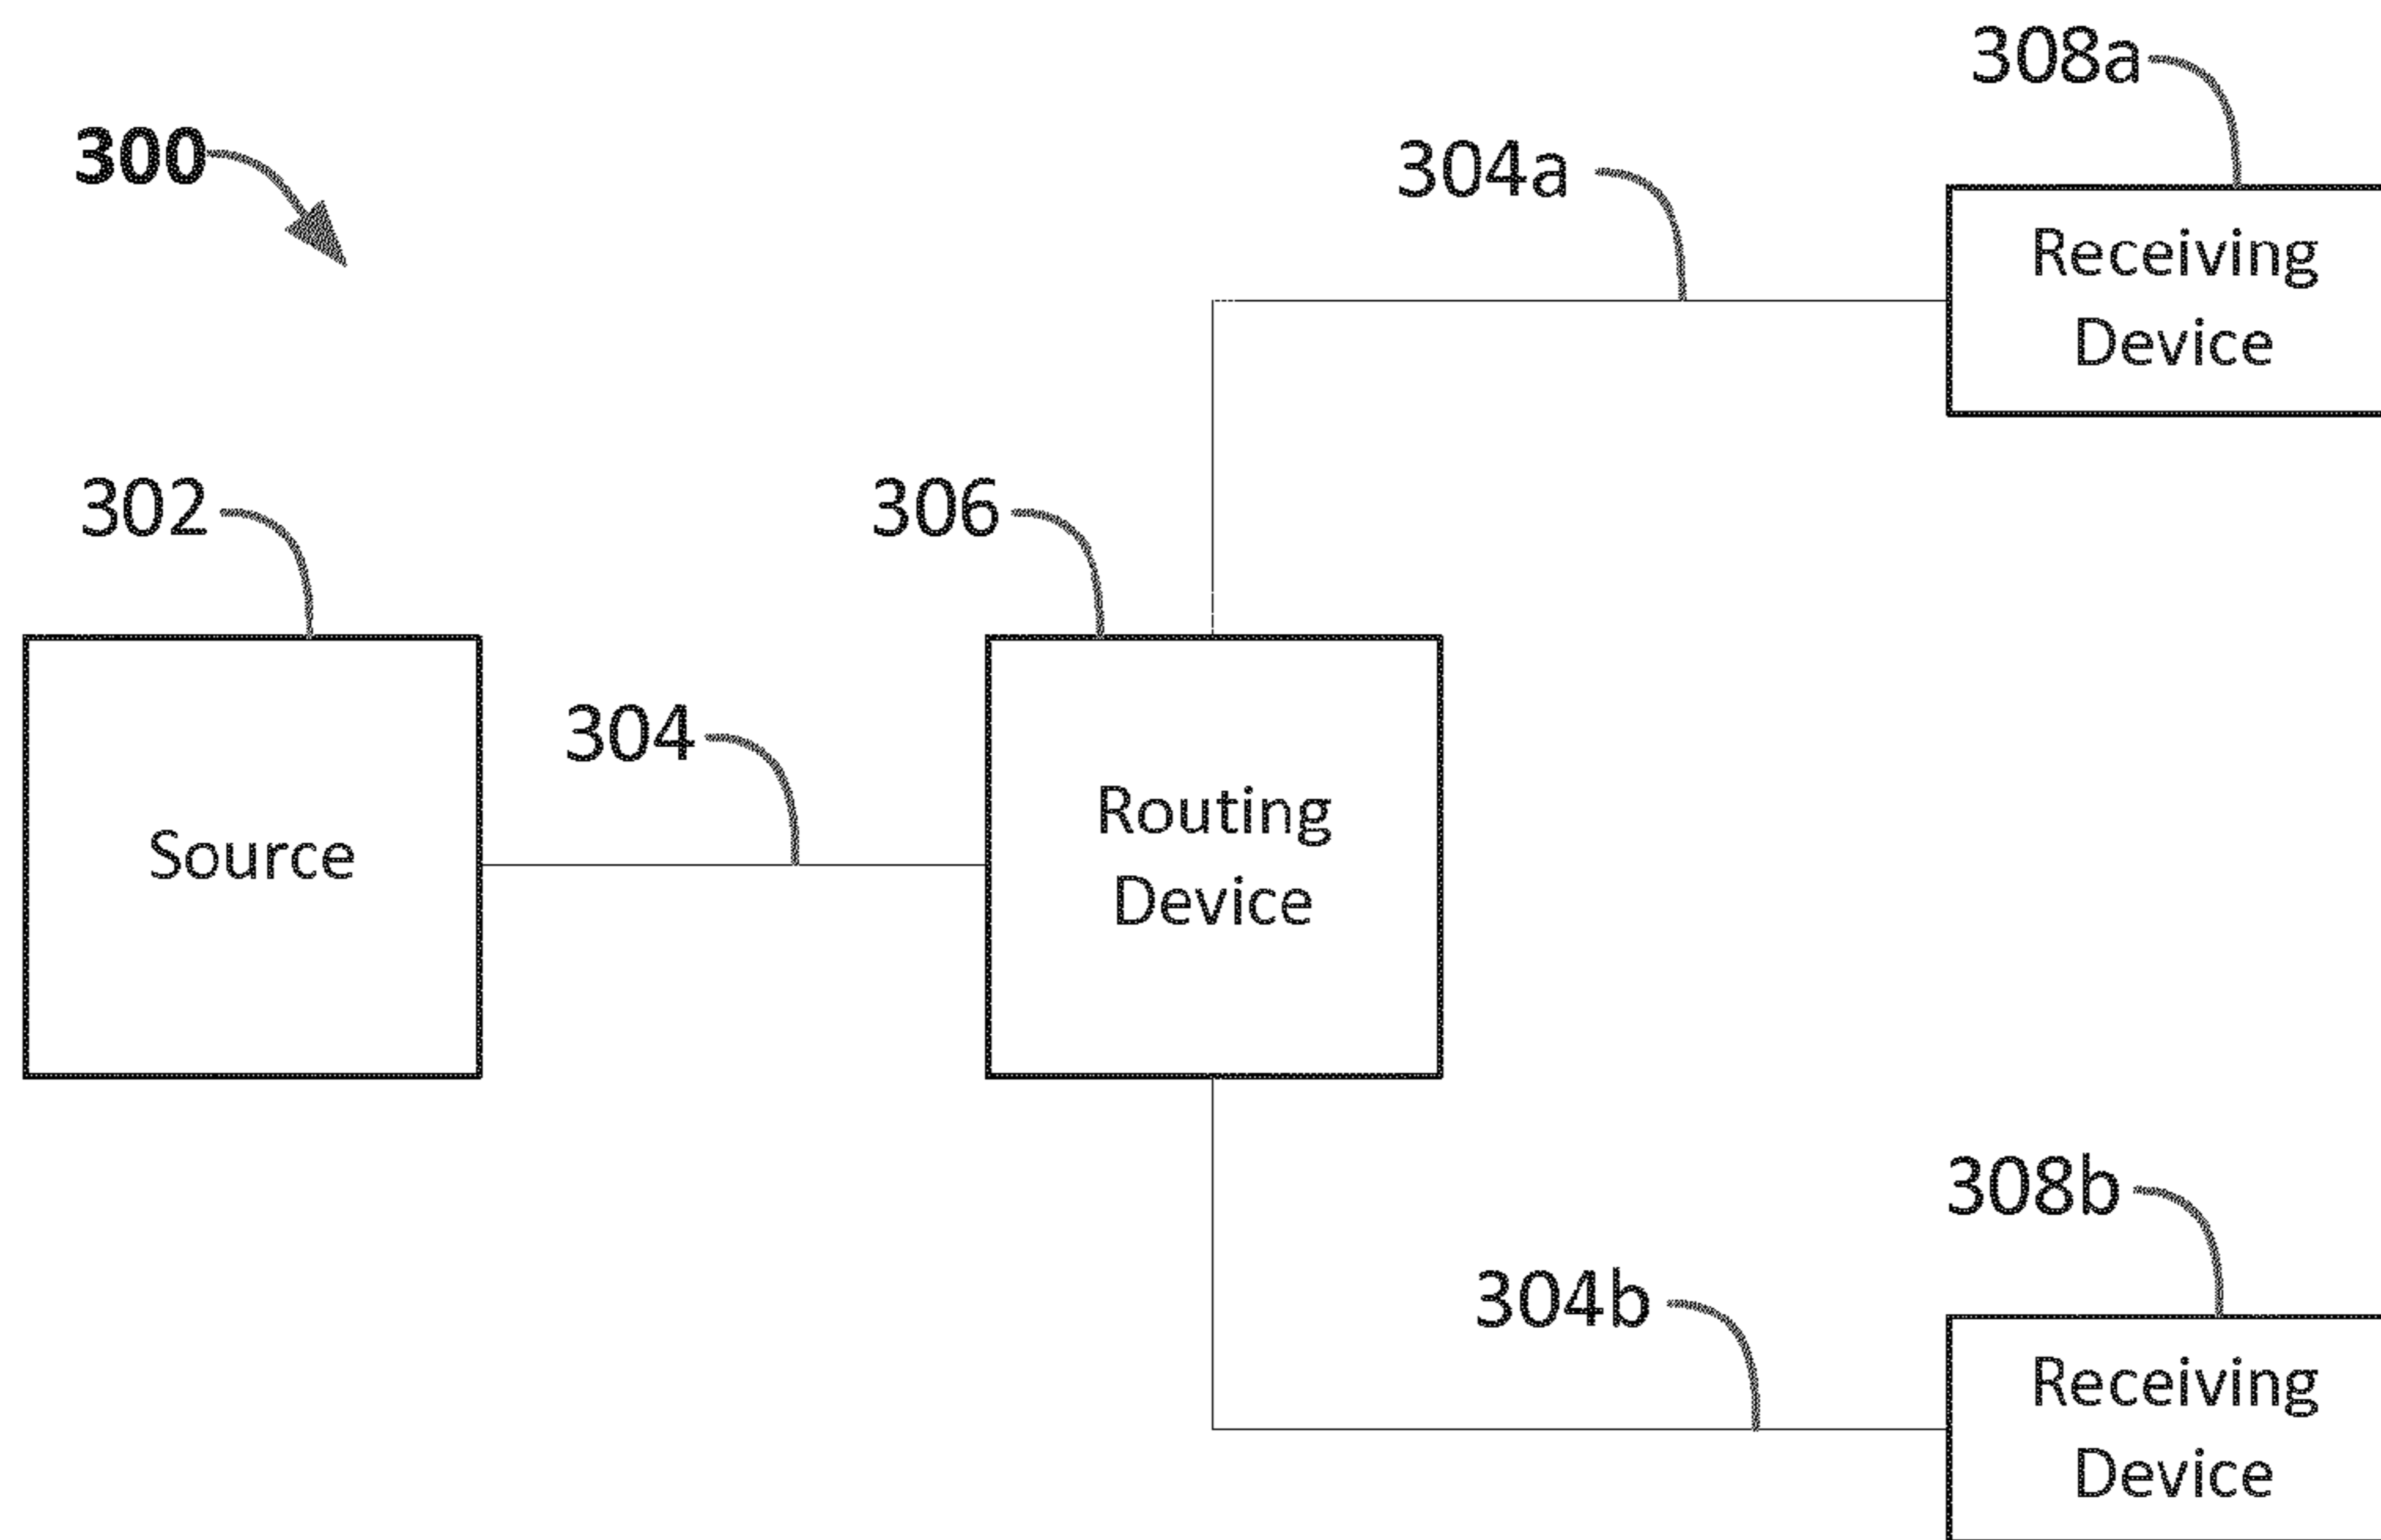 308a
300
304a
Receiving
Device
302
306
304
Source
Routing
Device
308b
304b
Receiving
Device